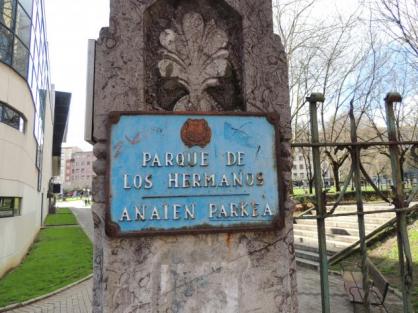 PARQUE DE
LOS HERMANOS
ANAIEN PARKEA